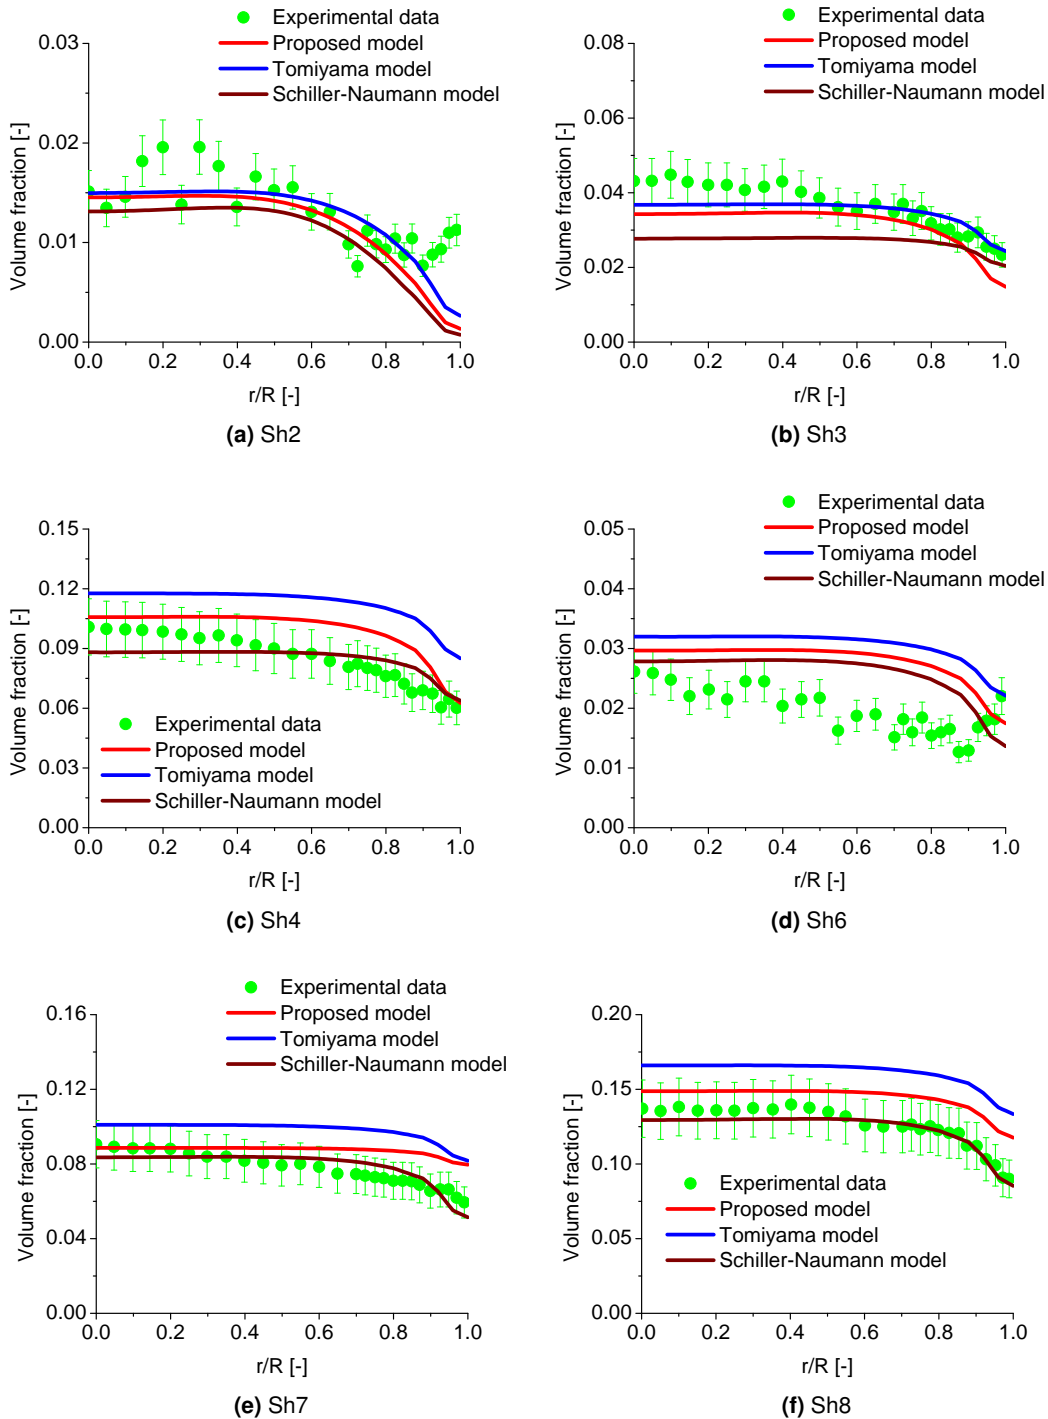 Experimental data
Proposed model
Tomiyama model
Schiller-Naumann model
0.03
0.02
0.01
0.00
Volume fraction [-]
0.0 0.2 0.4 0.6 0.8 1.0
r/R [-]
(a) Sh2
Experimental data
Proposed model
Tomiyama model
Schiller-Naumann model
0.08
0.06
0.04
0.02
0.00
Volume fraction [-]
0.0 0.2 0.4 0.6 0.8 1.0
r/R [-]
(b) Sh3
0.15
0.12
0.09
0.06
0.03
0.00
Volume fraction [-]
Experimental data
Proposed model
Tomiyama model
Schiller-Naumann model
0.0 0.2 0.4 0.6 0.8 1.0
r/R [-]
(c) Sh4
Experimental data
Proposed model
Tomiyama model
Schiller-Naumann model
0.05
0.04
0.03
0.02
0.01
0.00
Volume fraction [-]
0.0 0.2 0.4 0.6 0.8 1.0
r/R [-]
(d) Sh6
Experimental data
Proposed model
Tomiyama model
Schiller-Naumann model
0.16
0.12
0.08
0.04
0.00
Volume fraction [-]
0.0 0.2 0.4 0.6 0.8 1.0
r/R [-]
(e) Sh7
0.20
0.15
0.10
0.05
0.00
Volume fraction [-]
Experimental data
Proposed model
Tomiyama model
Schiller-Naumann model
0.0 0.2 0.4 0.6 0.8 1.0
r/R [-]
(f) Sh8